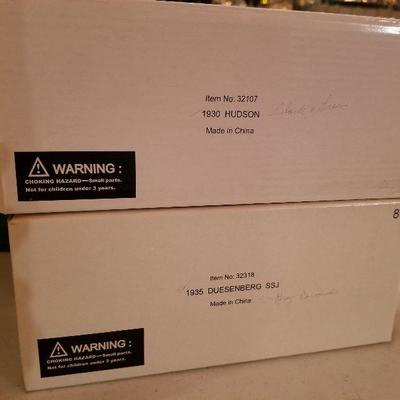 Item No: 32107
1930 HUDSON
Made in China
WARNING :
CHOKING HAZARD—Small parts.
Not for children under 3 years.
8
Item No: 32318
1935 DUESENBERG SSJ
Made in China
WARNING :
CHOKING HAZARD—Small parts.
Not for children under 3 years.